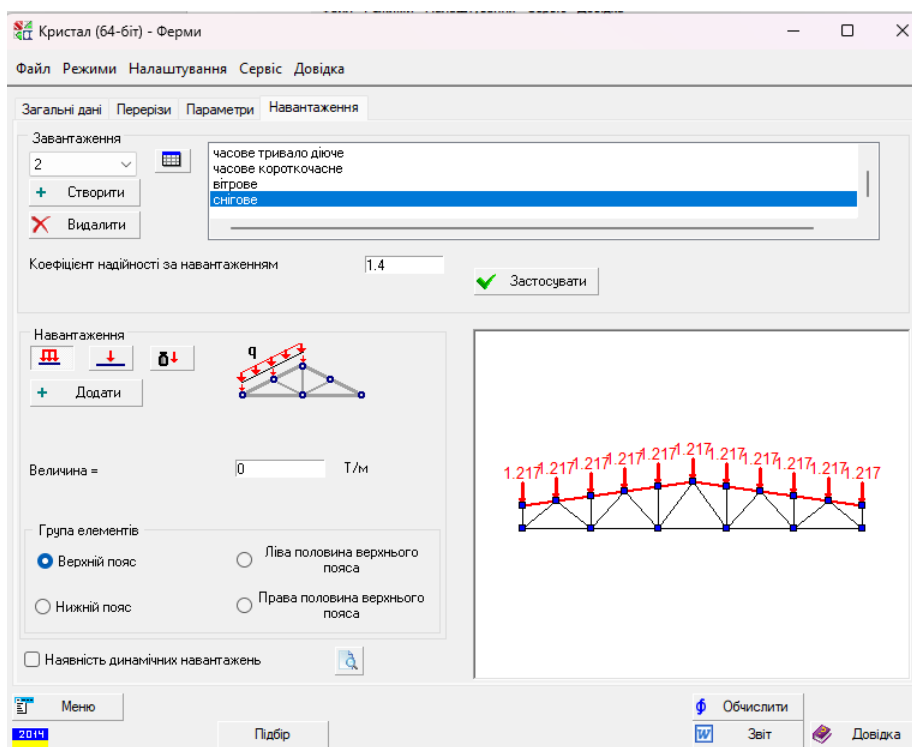 Кристал (64-біт) - Ферми
Файл Режими Налаштування Сервіс Довідка
Загальні дані Перерізи Параметри Навантаження
Завантаження
2
часове тривало діюче
часове короткочасне
вітрове
снігове
+ Створити
Видалити
Коефіцієнт надійності за навантаженням 1.4
Застосувати
Навантаження
q
+ Додати
Величина = 0 Т/м
1.217 1.217 1.217 1.217 1.217 1.217 1.217 1.217 1.217 1.217 1.217
Група елементів
Верхній пояс
Ліва половина верхнього пояса
Нижній пояс
Права половина верхнього пояса
Наявність динамічних навантажень
Меню
Обчислити
2014
Підбір
Звіт
Довідка